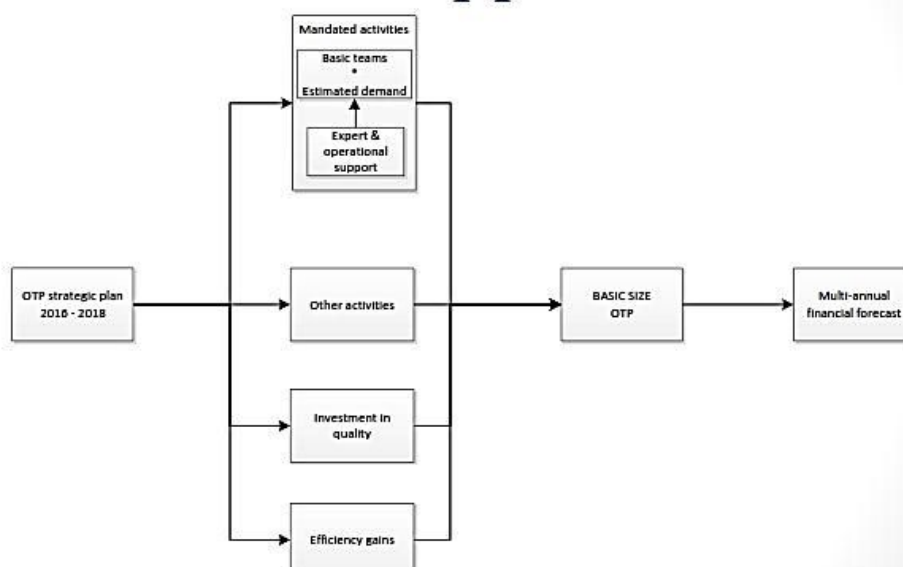 Mandated activities
Basic teams
*
Estimated demand
Expert &
operational
support
OTP strategic plan
2016 - 2018
Other activities
BASIC SIZE
OTP
Multi-annual
financial forecast
Investment in
quality
Efficiency gains